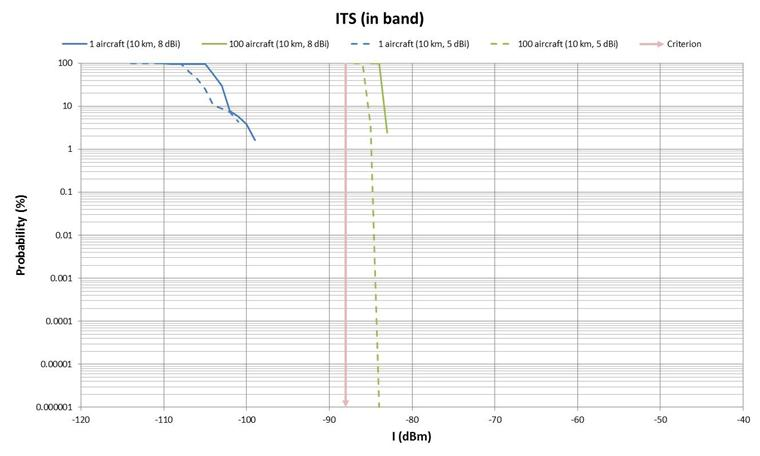 ITS (in band)
1 aircraft (10 km, 8 dBi) 100 aircraft (10 km, 8 dBi) 1 aircraft (10 km, 5 dBi) 100 aircraft (10 km, 5 dBi) Criterion
100
10
1
0.1
0.01
0.001
0.0001
0.00001
0.000001
Probability (%)
-120 -110 -100 -90 -80 -70 -60 -50 -40
I (dBm)